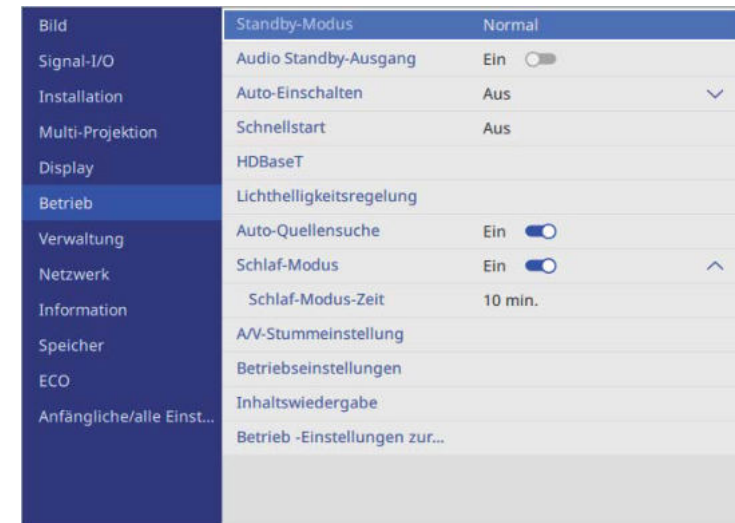 Bild
Signal-I/O
Installation
Multi-Projektion
Display
Betrieb
Verwaltung
Netzwerk
Information
Speicher
ECO
Anfängliche/alle Einst...
Standby-Modus Normal
Audio Standby-Ausgang Ein
Auto-Einschalten Aus
Schnellstart Aus
HDBaseT
Lichthelligkeitsregelung
Auto-Quellensuche Ein
Schlaf-Modus Ein
Schlaf-Modus-Zeit 10 min.
A/V-Stummeinstellung
Betriebseinstellungen
Inhaltswiedergabe
Betrieb -Einstellungen zur...